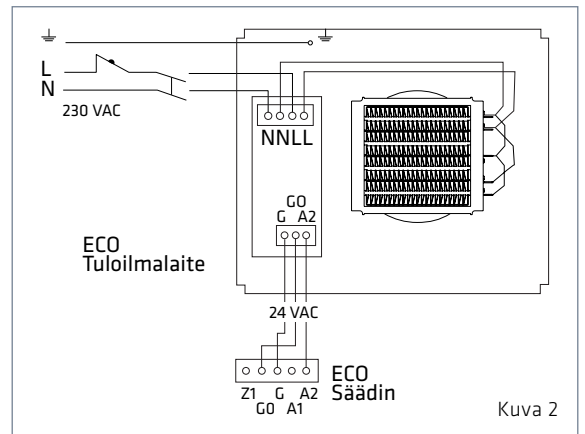 L
N
230 VAC
NNLL
G0
G A2
ECO
Tuloilmalaite
24 VAC
Z1 G A2
G0 A1
ECO
Säädin
Kuva 2